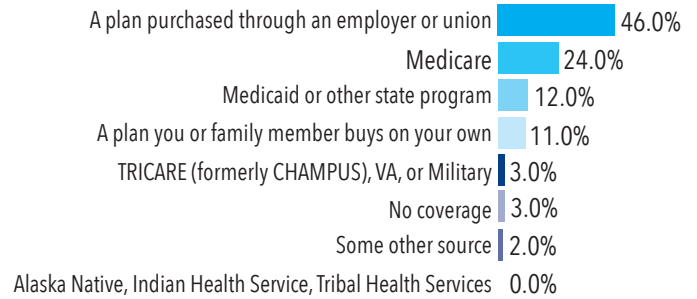 A plan purchased through an employer or union 46.0%
Medicare 24.0%
Medicaid or other state program 12.0%
A plan you or family member buys on your own 11.0%
TRICARE (formerly CHAMPUS), VA, or Military 3.0%
No coverage 3.0%
Some other source 2.0%
Alaska Native, Indian Health Service, Tribal Health Services 0.0%